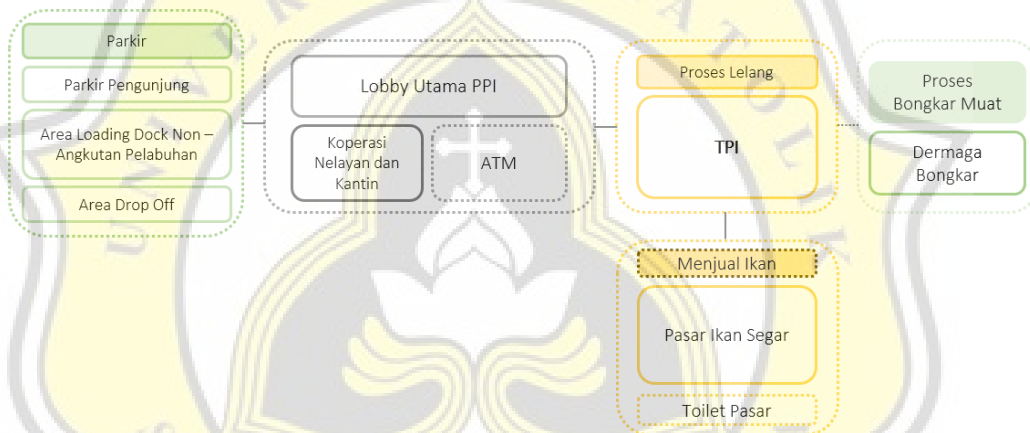 Parkir
Parkir Pengunjung
Area Loading Dock Non –
Angkutan Pelabuhan
Area Drop Off
Lobby Utama PPI
Koperasi
Nelayan dan
Kantin
ATM
Proses Lelang
TPI
Proses
Bongkar Muat
Dermaga
Bongkar
Menjual Ikan
Pasar Ikan Segar
Toilet Pasar